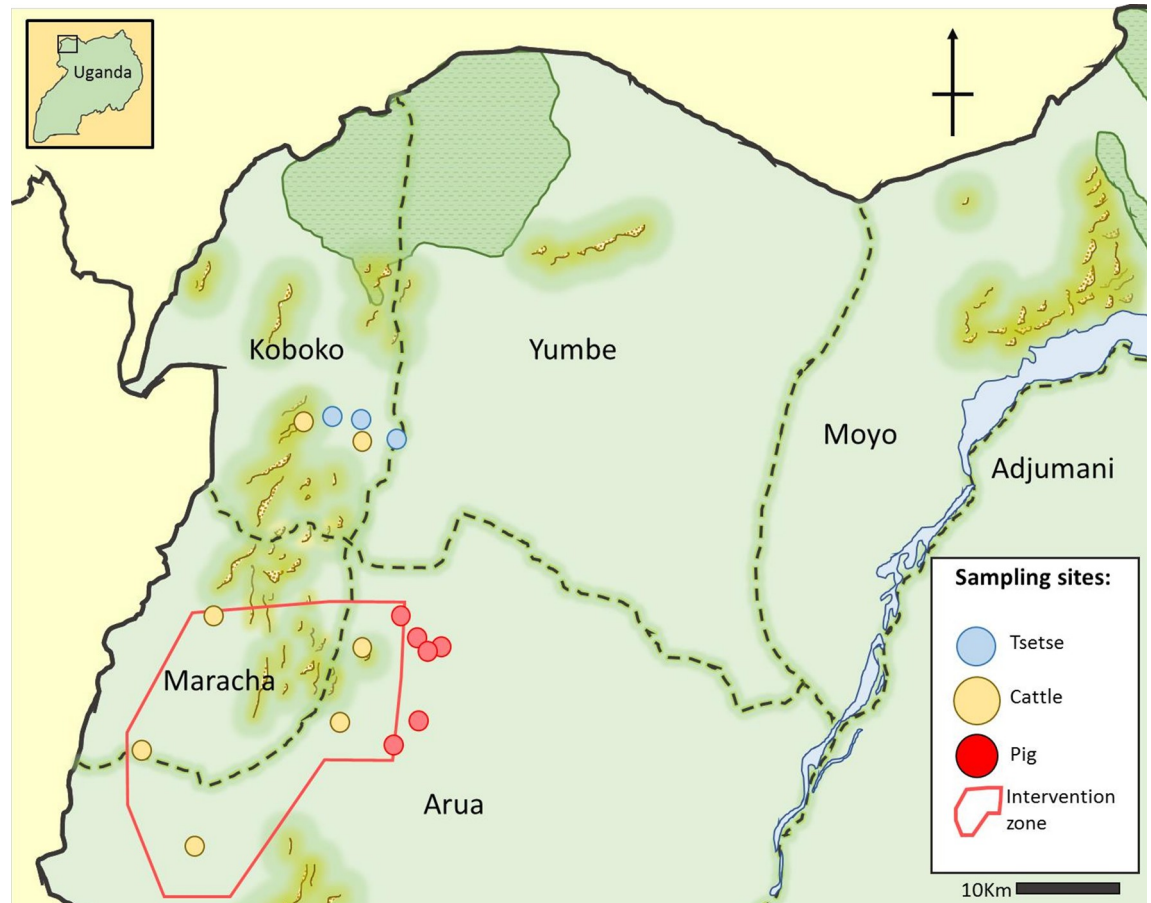 Uganda
Koboko
Yumbe
Moyo
Adjumani
Maracha
Arua
Sampling sites:
Tsetse
Cattle
Pig
Intervention
zone
10Km